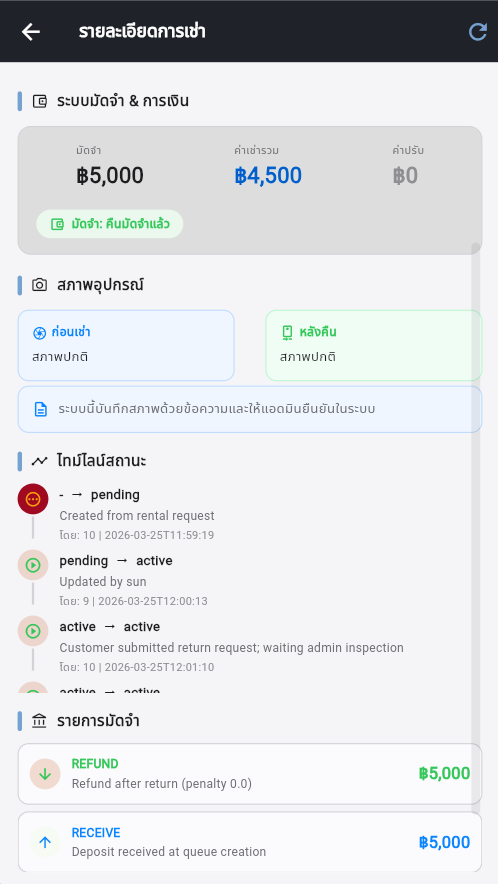 รายละเอียดการเช่า
ระบบมัดจำ & การเงิน
มัดจำ ค่าเช่ารวม ค่าปรับ
฿5,000 ฿4,500 ฿0
มัดจำ: คืนมัดจำแล้ว
สภาพอุปกรณ์
ก่อนเช่า
สภาพปกติ
หลังคืน
สภาพปกติ
ระบบนี้บันทึกสภาพด้วยข้อความและให้แอดมินยืนยันในระบบ
ไทม์ไลน์สถานะ
- → pending
Created from rental request
โดย: 10 | 2026-03-25T11:59:19
pending → active
Updated by sun
โดย: 9 | 2026-03-25T12:00:13
active → active
Customer submitted return request; waiting admin inspection
โดย: 10 | 2026-03-25T12:01:10
active → active
รายการมัดจำ
REFUND
Refund after return (penalty 0.0)
฿5,000
RECEIVE
Deposit received at queue creation
฿5,000